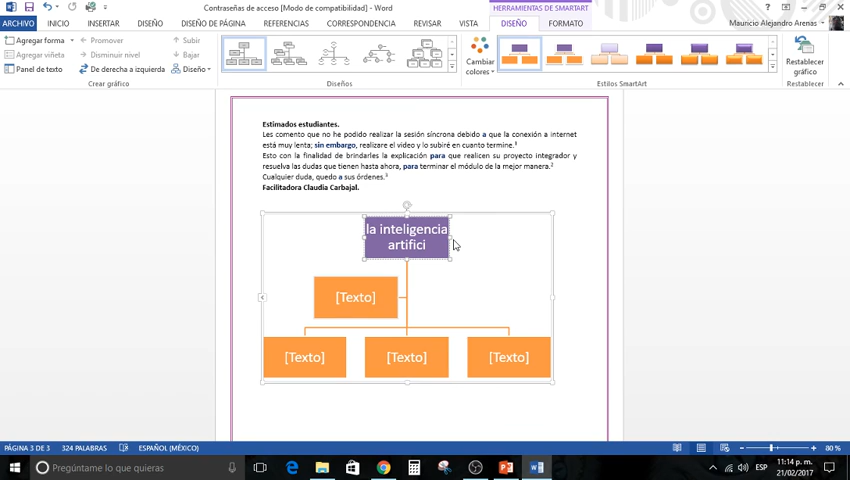 Contraseñas de acceso [Modo de compatibilidad] - Word
HERRAMIENTAS DE SMARTART
ARCHIVO INICIO INSERTAR DISEÑO DISEÑO DE PÁGINA REFERENCIAS CORRESPONDENCIA REVISAR VISTA DISEÑO FORMATO
Mauricio Alejandro Arenas
Agregar forma Promover Subir
Agregar viñeta Disminuir nivel Bajar
Panel de texto De derecha a izquierda Diseño
Crear gráfico
Diseños
Cambiar colores
Estilos SmartArt
Restablecer gráfico
Restablecer
Estimados estudiantes.
Les comento que no he podido realizar la sesión síncrona debido a que la conexión a internet
está muy lenta; sin embargo, realizare el video y lo subiré en cuanto termine.¹
Esto con la finalidad de brindarles la explicación para que realicen su proyecto integrador y
resuelva las dudas que tienen hasta ahora, para terminar el módulo de la mejor manera.²
Cualquier duda, quedo a sus órdenes.³
Facilitadora Claudia Carbajal.
la inteligencia
artifici
[Texto]
[Texto] [Texto] [Texto]
PÁGINA 3 DE 3 324 PALABRAS ESPAÑOL (MÉXICO) 80 %
Pregúntame lo que quieras
ESP
11:14 p. m.
21/02/2017